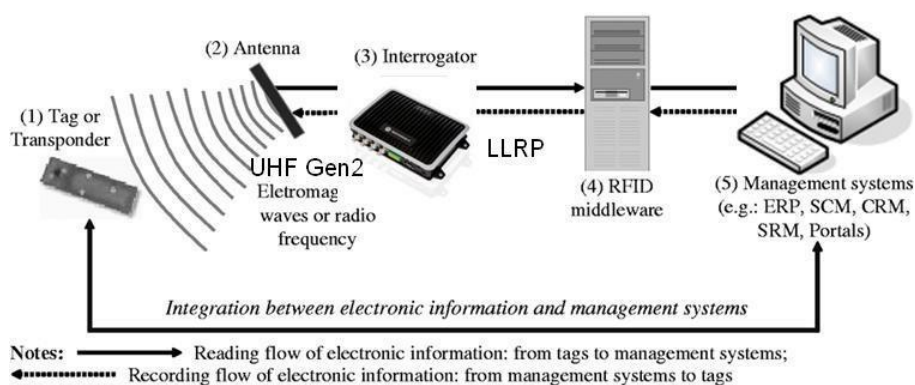 (2) Antenna
(3) Interrogator
(1) Tag or
Transponder
UHF Gen2
LLRP
Eletromag
waves or radio
frequency
(4) RFID
middleware
(5) Management systems
(e.g.: ERP, SCM, CRM,
SRM, Portals)
Integration between electronic information and management systems
Notes: Reading flow of electronic information: from tags to management systems;
Recording flow of electronic information: from management systems to tags